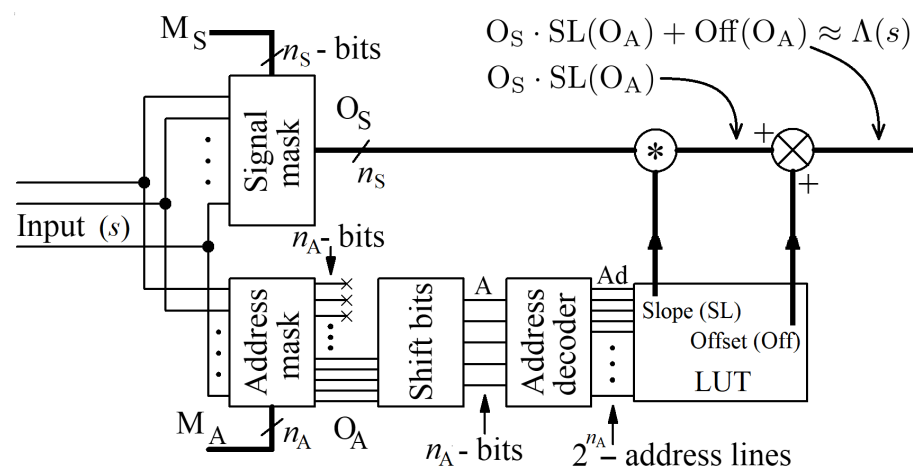 M_S
n_S - bits
O_S · SL(O_A) + Off(O_A) ≈ Λ(s)
O_S · SL(O_A)
Signal
mask
O_S
n_S
*
+
+
Input (s)
n_A - bits
Address
mask
Shift bits
A
Address
decoder
Ad
Slope (SL)
Offset (Off)
LUT
M_A
n_A
O_A
n_A - bits
2^{n_A} - address lines